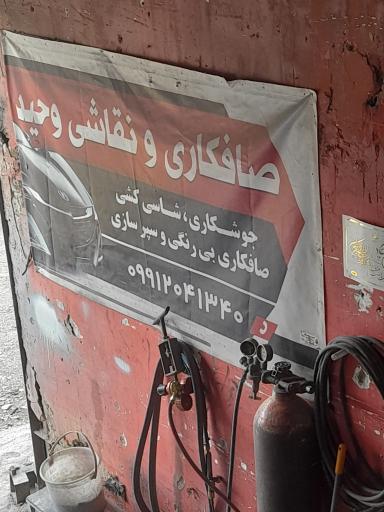 صافکاری و نقاشی وحید
جوشکاری، شاسی کشی
صافکاری بی رنگی و سپر سازی
۰۹۹۱۲۰۴۱۳۴۰